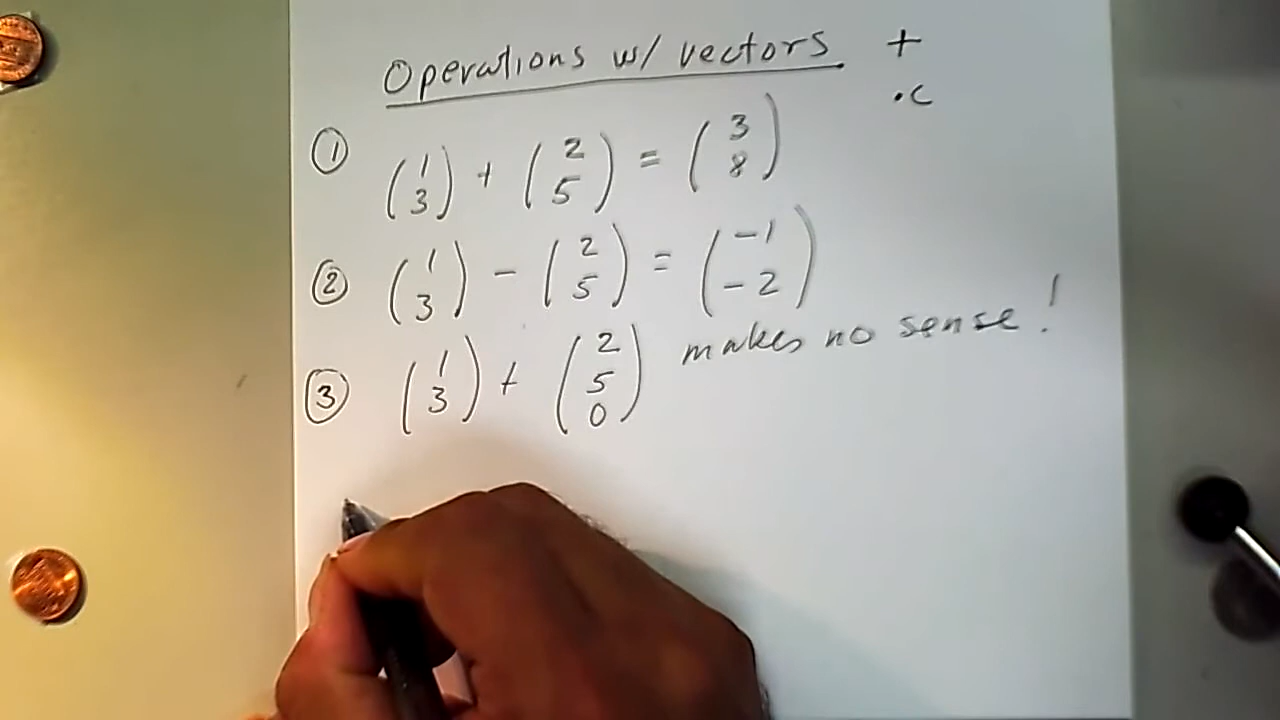 Operations w/ vectors. +
.c
① (1 3) + (2 5) = (3 8)
② (1 3) - (2 5) = (-1 -2)
③ (1 3) + (2 5 0) makes no sense!